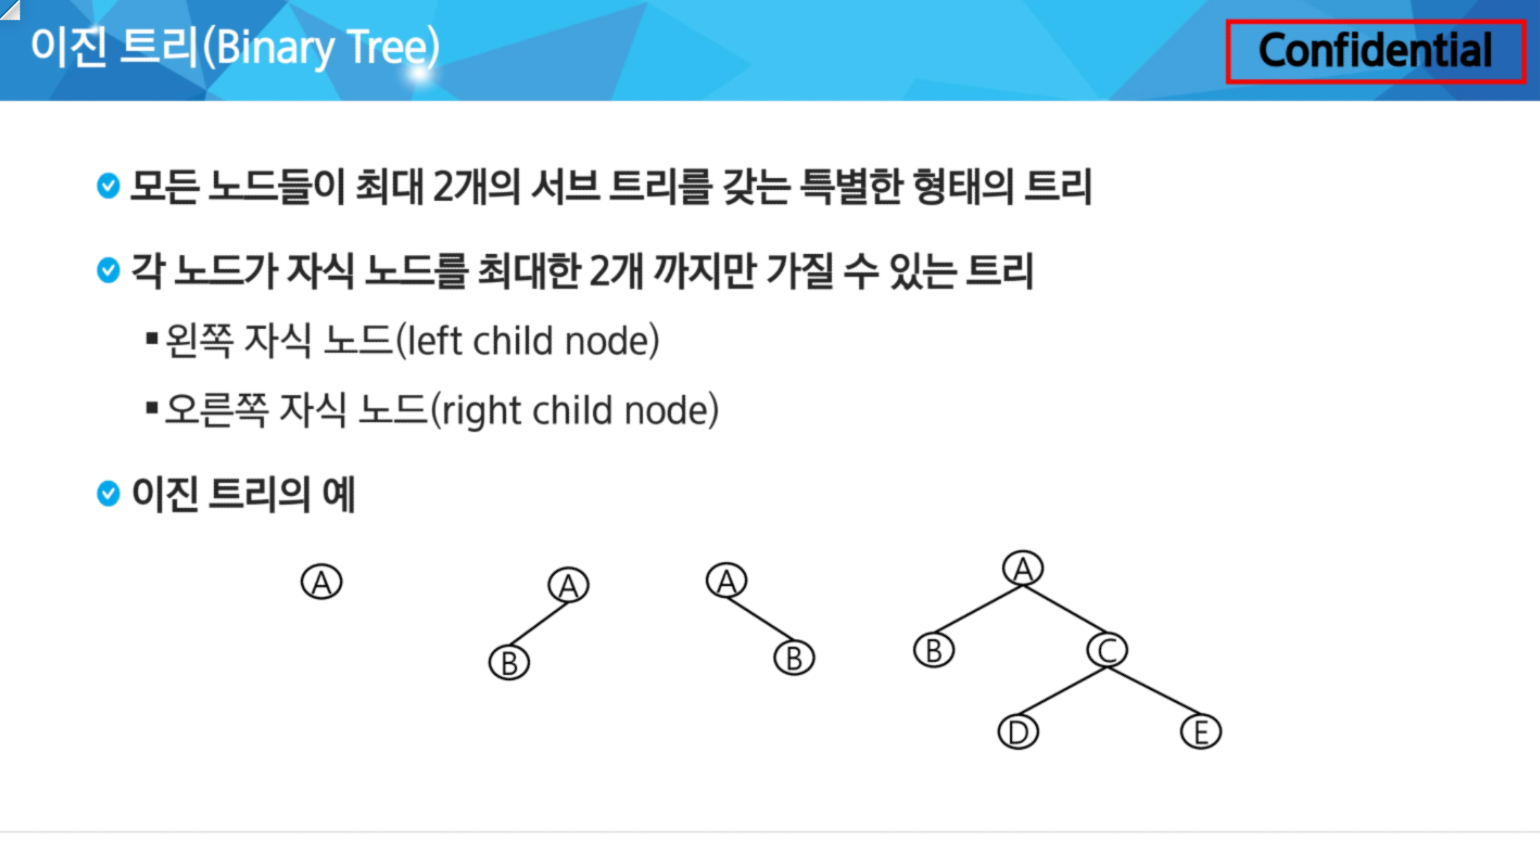 이진 트리(Binary Tree)
Confidential
모든 노드들이 최대 2개의 서브 트리를 갖는 특별한 형태의 트리
각 노드가 자식 노드를 최대한 2개 까지만 가질 수 있는 트리
왼쪽 자식 노드(left child node)
오른쪽 자식 노드(right child node)
이진 트리의 예
A
A
B
A
B
A
B
C
D
E